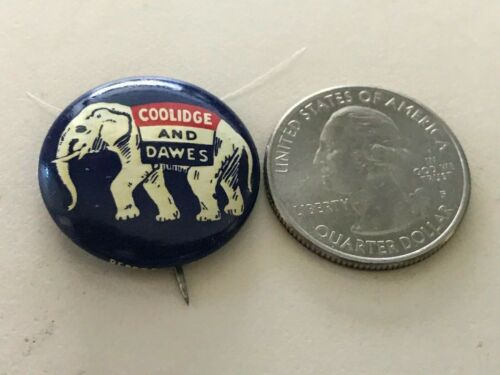 COOLIDGE
AND
DAWES
UNITED STATES OF AMERICA
LIBERTY
IN
GOD WE
TRUST
QUARTER DOLLAR